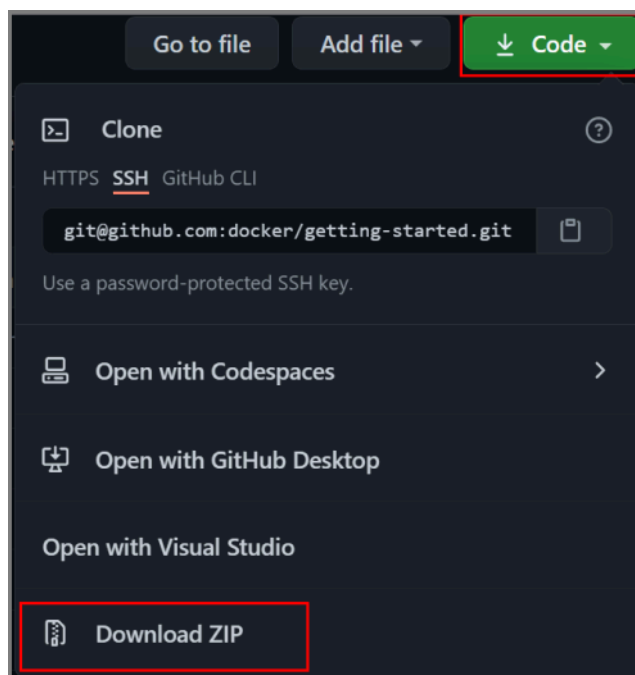 Go to file Add file Code
Clone
HTTPS SSH GitHub CLI
git@github.com:docker/getting-started.git
Use a password-protected SSH key.
Open with Codespaces
Open with GitHub Desktop
Open with Visual Studio
Download ZIP